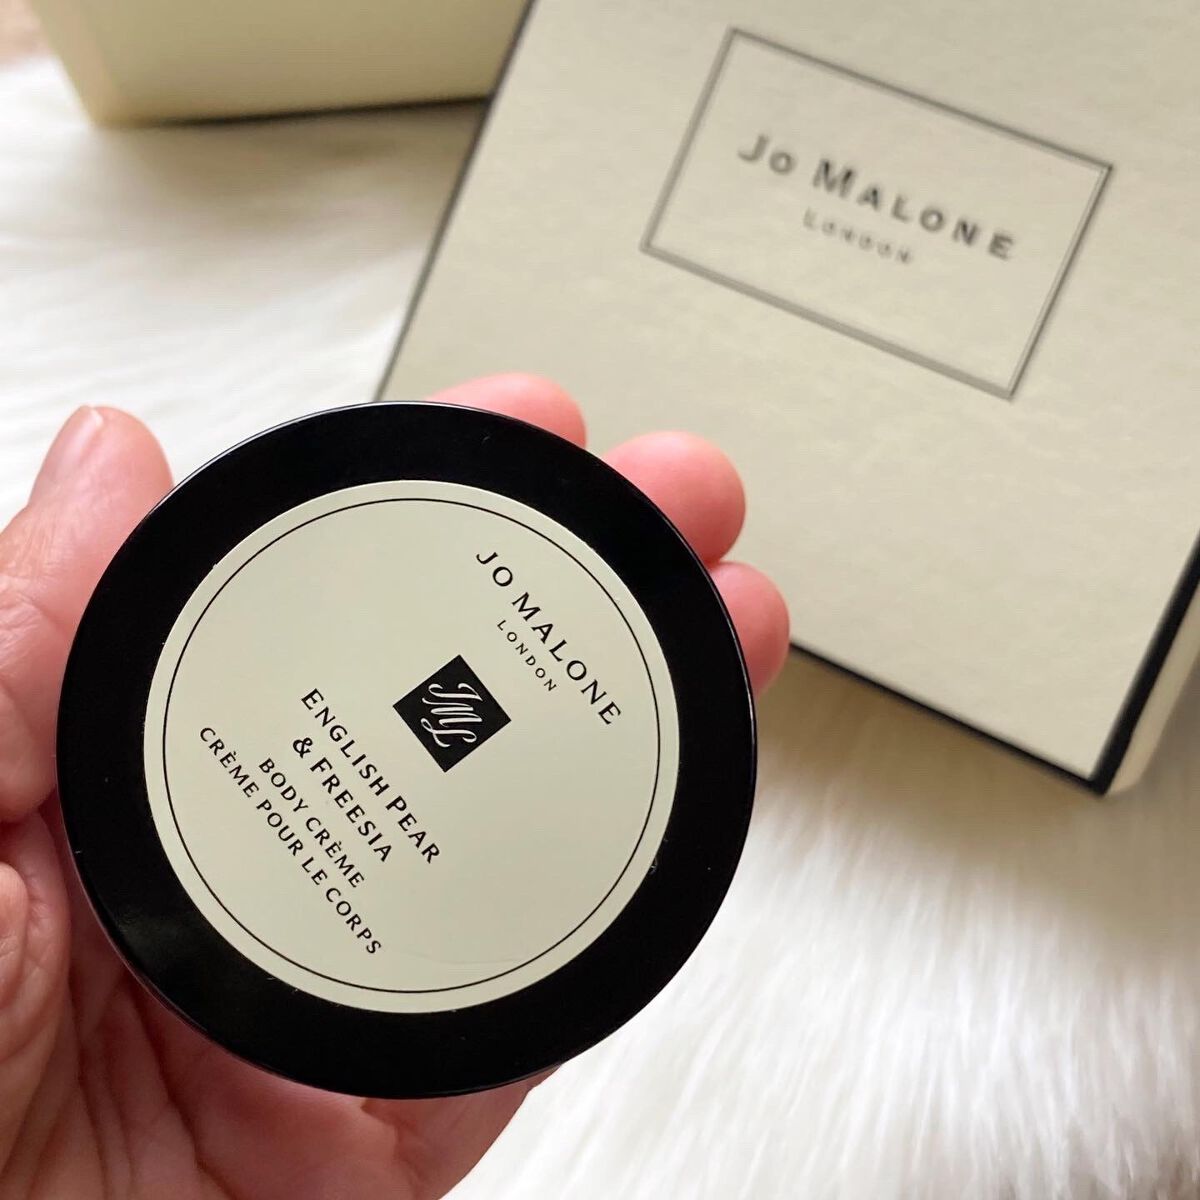 JO MALONE
LONDON
JO MALONE
LONDON
JML
ENGLISH PEAR
& FREESIA
BODY CRÈME
CRÈME POUR LE CORPS